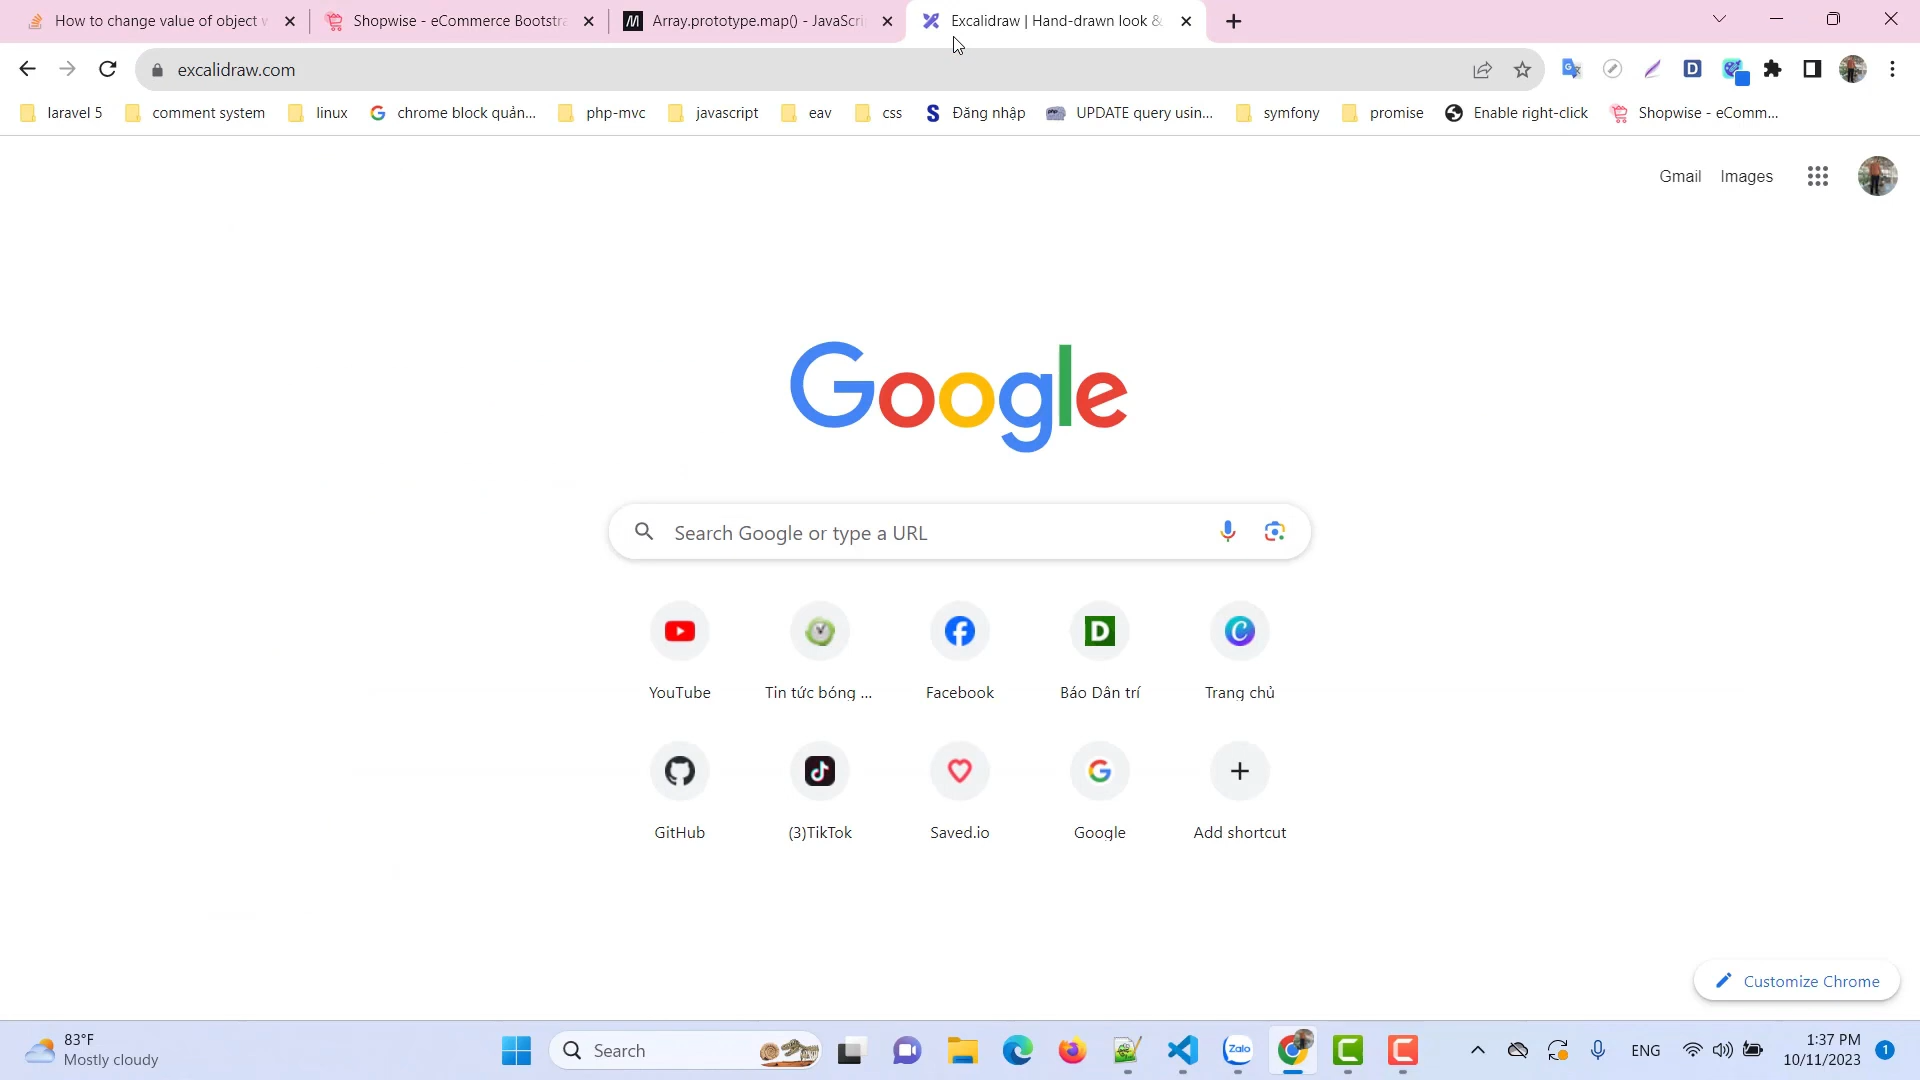 How to change value of object
Shopwise - eCommerce Bootstra
Array.prototype.map() - JavaScri
Excalidraw | Hand-drawn look &
excalidraw.com
laravel 5
comment system
linux
chrome block quản...
php-mvc
javascript
eav
css
Đăng nhập
UPDATE query usin...
symfony
promise
Enable right-click
Shopwise - eComm...
Gmail
Images
Google
Search Google or type a URL
YouTube
Tin tức bóng ...
Facebook
Báo Dân trí
Trang chủ
GitHub
(3)TikTok
Saved.io
Google
Add shortcut
Customize Chrome
83°F
Mostly cloudy
Search
Zalo
ENG
1:37 PM
10/11/2023
1